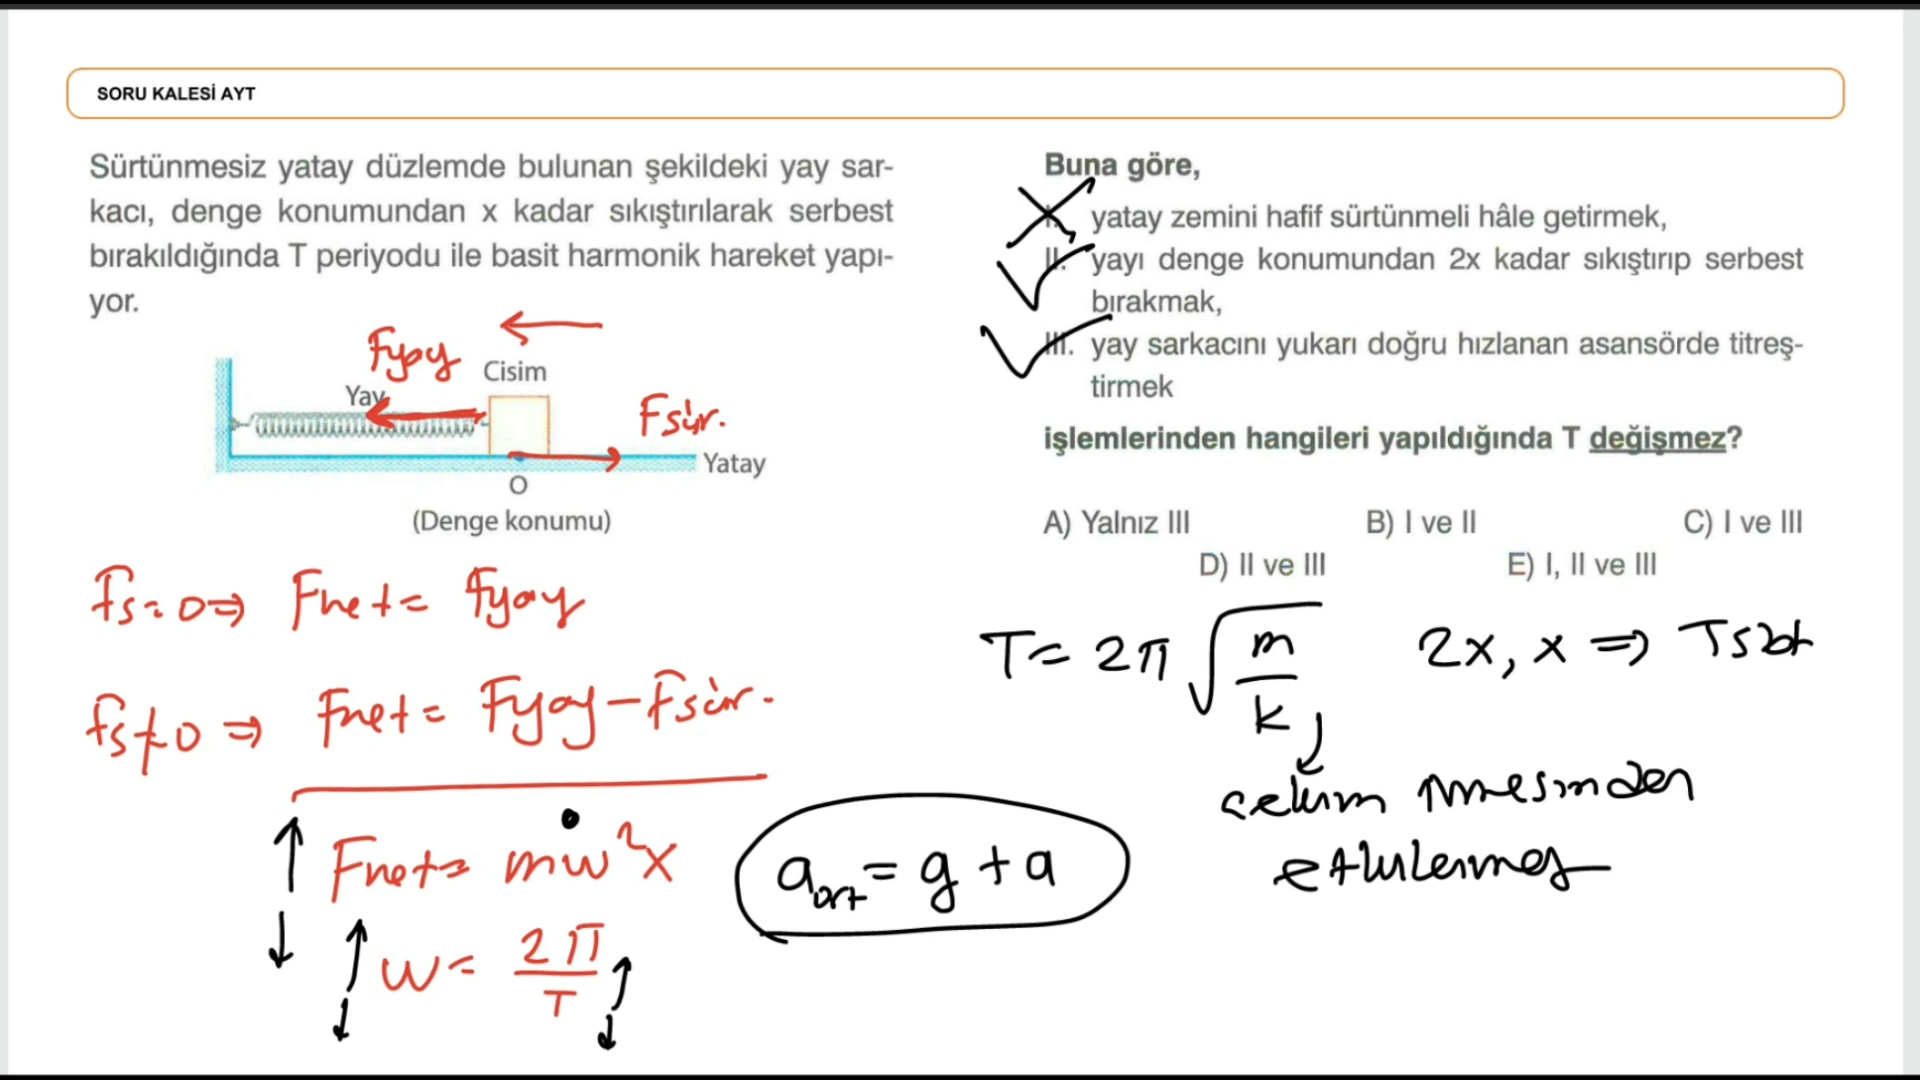 SORU KALESİ AYT
Sürtünmesiz yatay düzlemde bulunan şekildeki yay sar-
kacı, denge konumundan x kadar sıkıştırılarak serbest
bırakıldığında T periyodu ile basit harmonik hareket yapı-
yor.
Fyay
Cisim
Yay
Fsür.
Yatay
O
(Denge konumu)
fs=0⇒ Fnet= Fyay
fs≠0 ⇒ Fnet= Fyay-Fsür.
Fnet= mw²x
w= 2π/T
Buna göre,
I. yatay zemini hafif sürtünmeli hâle getirmek,
II. yayı denge konumundan 2x kadar sıkıştırıp serbest
bırakmak,
III. yay sarkacını yukarı doğru hızlanan asansörde titreş-
tirmek
işlemlerinden hangileri yapıldığında T değişmez?
A) Yalnız III B) I ve II C) I ve III
D) II ve III E) I, II ve III
T= 2π√(m/k) 2x, x ⇒ T sbt
çekim ivmesinden
etkilenmez
aort= g+a